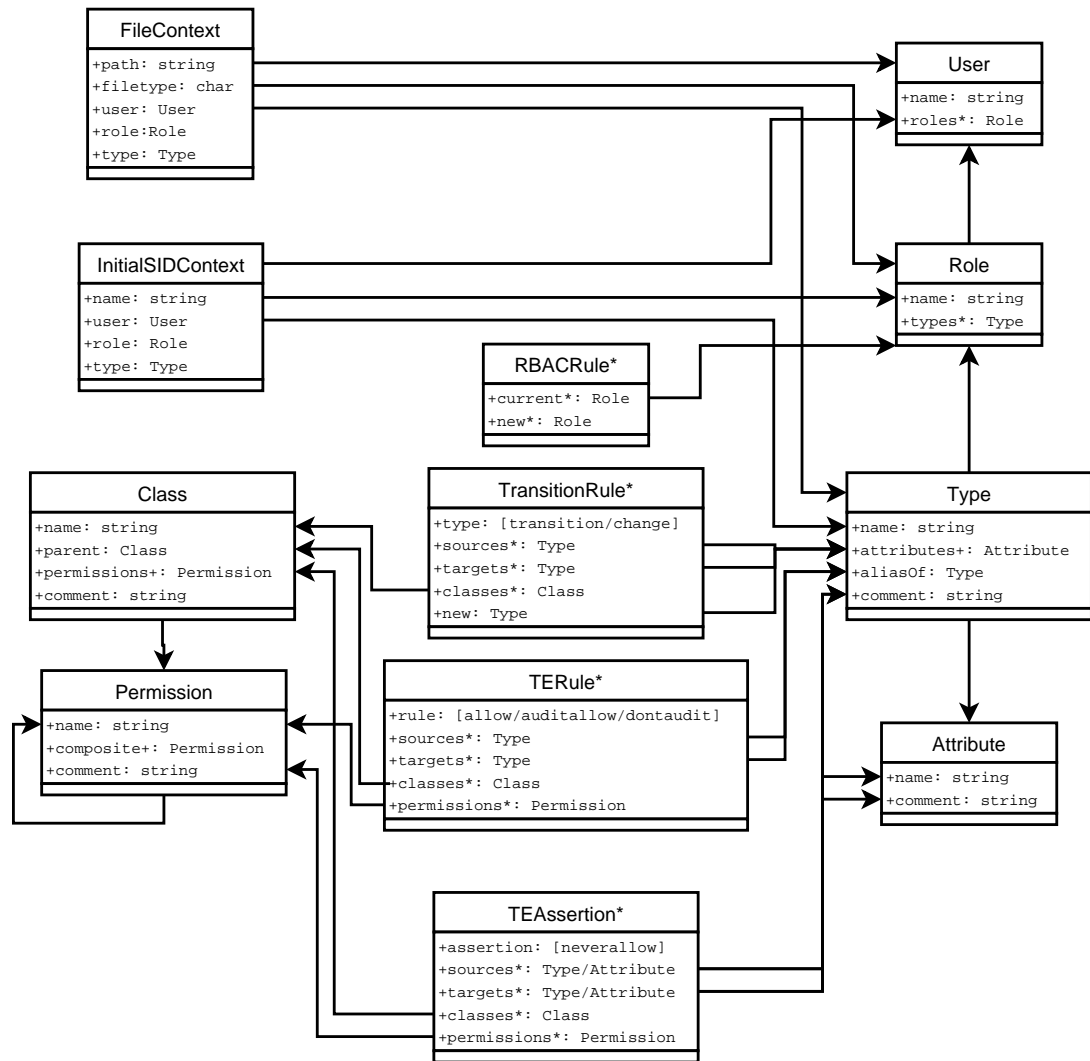 FileContext
+path: string
+filetype: char
+user: User
+role:Role
+type: Type
User
+name: string
+roles*: Role
InitialSIDContext
+name: string
+user: User
+role: Role
+type: Type
Role
+name: string
+types*: Type
RBACRule*
+current*: Role
+new*: Role
Class
+name: string
+parent: Class
+permissions+: Permission
+comment: string
TransitionRule*
+type: [transition/change]
+sources*: Type
+targets*: Type
+classes*: Class
+new: Type
Type
+name: string
+attributes+: Attribute
+aliasOf: Type
+comment: string
Permission
+name: string
+composite+: Permission
+comment: string
TERule*
+rule: [allow/auditallow/dontaudit]
+sources*: Type
+targets*: Type
+classes*: Class
+permissions*: Permission
Attribute
+name: string
+comment: string
TEAssertion*
+assertion: [neverallow]
+sources*: Type/Attribute
+targets*: Type/Attribute
+classes*: Class
+permissions*: Permission